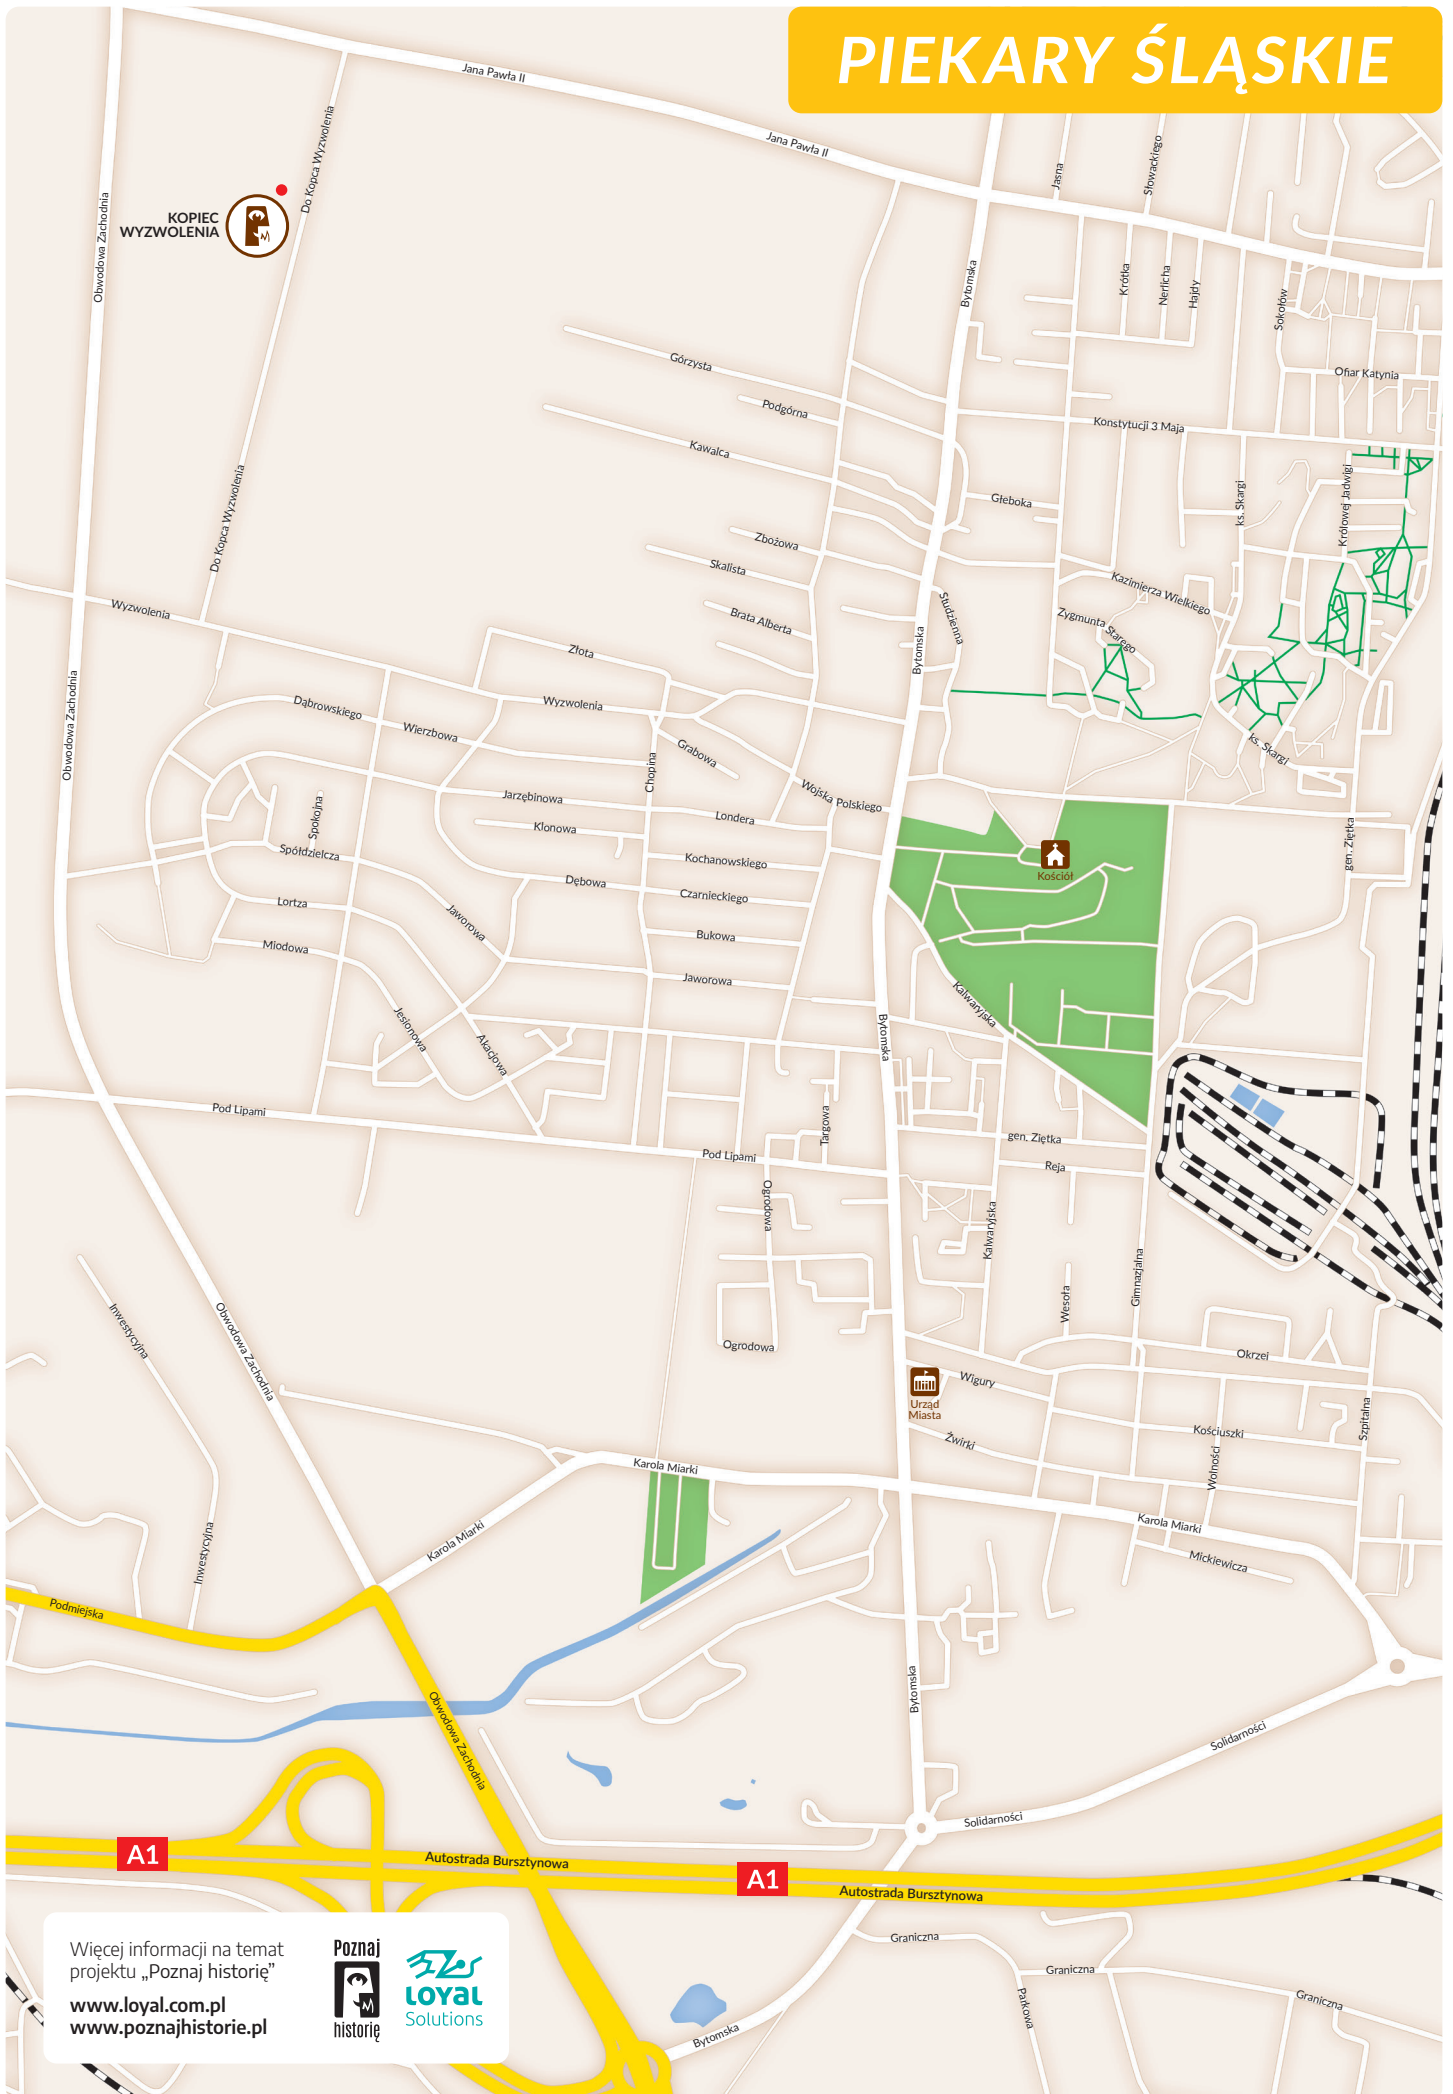 PIEKARY ŚLĄSKIE
Jana Pawła II
Jana Pawła II
Do Kopca Wyzwolenia
Jasna
Słowackiego
KOPIEC
WYZWOLENIA
Obwodowa Zachodnia
Bytomska
Krótka
Nerlicha
Hajdy
Sokołów
Górzysta
Ofiar Katynia
Podgórna
Konstytucji 3 Maja
Kawalca
Głeboka
ks. Skargi
Królowej Jadwigi
Do Kopca Wyzwolenia
Zbożowa
Skalista
Kazimierza Wielkiego
Wyzwolenia
Brata Alberta
Studzienna
Zygmunta Starego
Złota
Bytomska
Obwodowa Zachodnia
Dąbrowskiego
Wyzwolenia
Wierzbowa
Grabowa
ks. Skargi
Chopina
Jarzębinowa
Wojska Polskiego
Spokojna
Londera
Klonowa
gen. Ziętka
Spółdzielcza
Kochanowskiego
Kościół
Dębowa
Czarnieckiego
Lortza
Jaworowa
Bukowa
Miodowa
Jaworowa
Kalwaryjska
Jesionowa
Akacjowa
Bytomska
Pod Lipami
Targowa
gen. Ziętka
Pod Lipami
Reja
Ogrodowa
Kalwaryjska
Gimnazjalna
Wesoła
Inwestycyjna
Obwodowa Zachodnia
Ogrodowa
Okrzei
Wigury
Urząd
Miasta
Szpitalna
Kościuszki
Żwirki
Wolności
Karola Miarki
Karola Miarki
Karola Miarki
Inwestycyjna
Mickiewicza
Podmiejska
Bytomska
Obwodowa Zachodnia
Solidarności
Solidarności
A1
Autostrada Bursztynowa
A1
Autostrada Bursztynowa
Graniczna
Graniczna
Graniczna
Parkowa
Bytomska
Więcej informacji na temat
projektu „Poznaj historię”
www.loyal.com.pl
www.poznajhistorie.pl
Poznaj
historię
LOYAL
Solutions